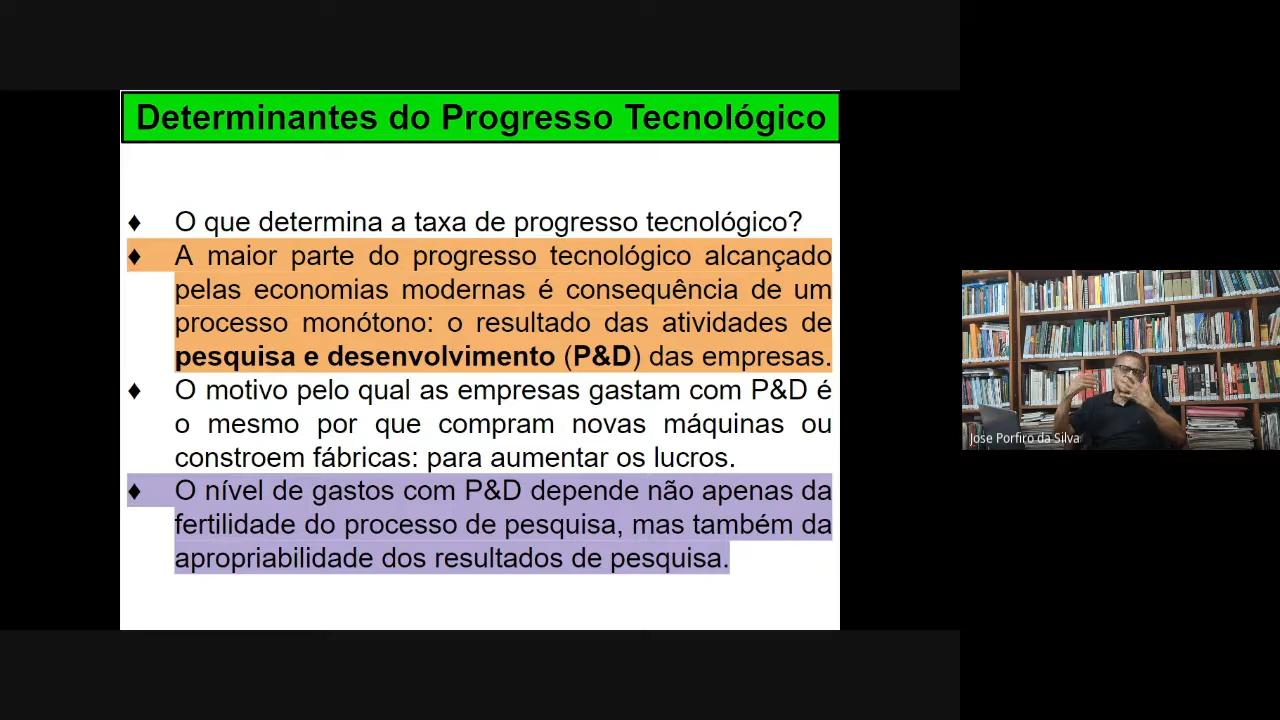 Determinantes do Progresso Tecnológico
♦ O que determina a taxa de progresso tecnológico?
♦ A maior parte do progresso tecnológico alcançado
pelas economias modernas é consequência de um
processo monótono: o resultado das atividades de
pesquisa e desenvolvimento (P&D) das empresas.
♦ O motivo pelo qual as empresas gastam com P&D é
o mesmo por que compram novas máquinas ou
constroem fábricas: para aumentar os lucros.
♦ O nível de gastos com P&D depende não apenas da
fertilidade do processo de pesquisa, mas também da
apropriabilidade dos resultados de pesquisa.
Jose Porfiro da Silva